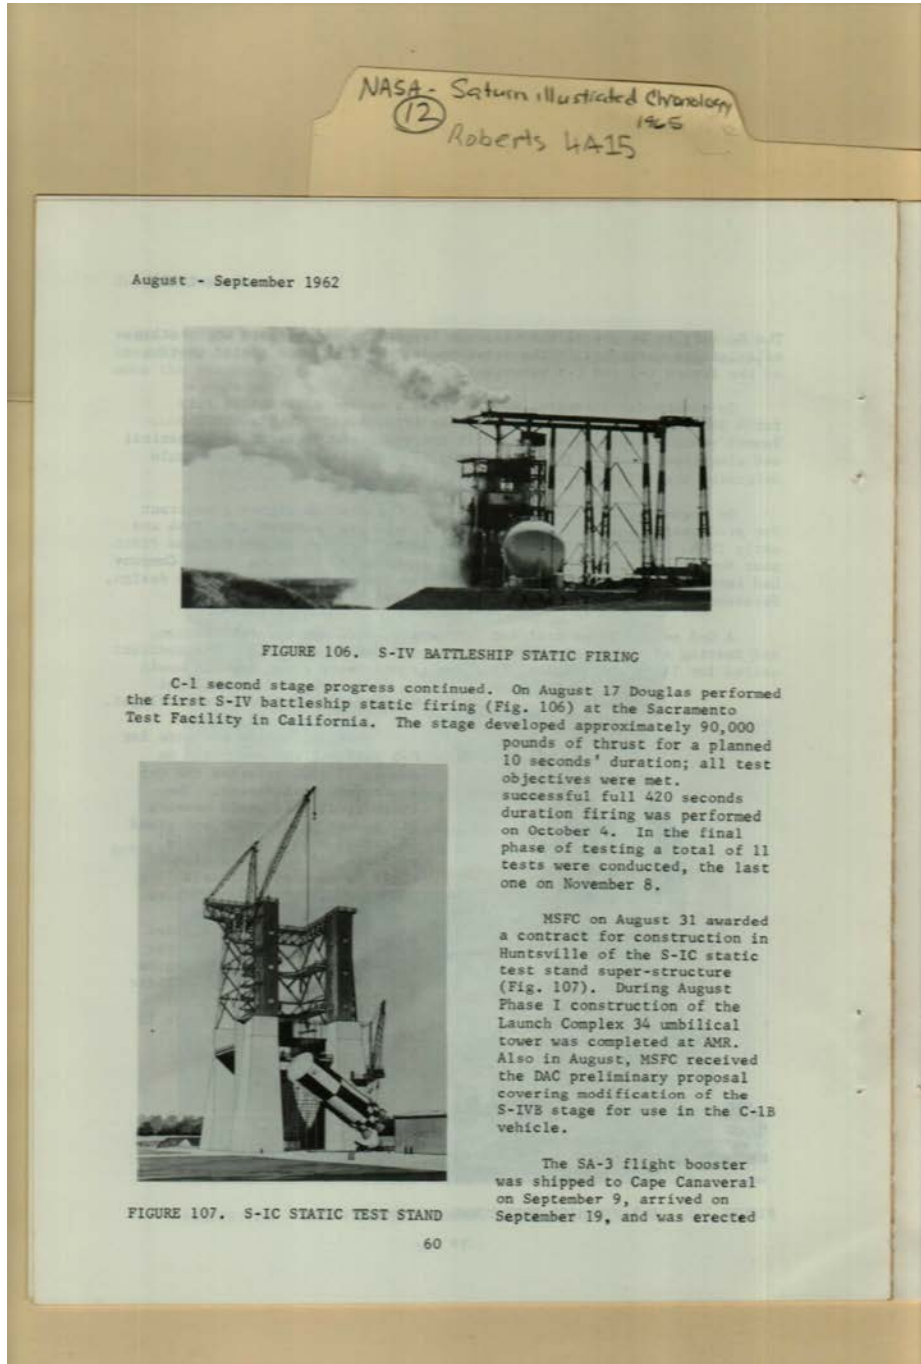 NASA - Saturn illustrated Chronology
12
1965
Roberts 4A15
August - September 1962
FIGURE 106. S-IV BATTLESHIP STATIC FIRING
C-1 second stage progress continued. On August 17 Douglas performed
the first S-IV battleship static firing (Fig. 106) at the Sacramento
Test Facility in California. The stage developed approximately 90,000
pounds of thrust for a planned
10 seconds' duration; all test
objectives were met.
successful full 420 seconds
duration firing was performed
on October 4. In the final
phase of testing a total of 11
tests were conducted, the last
one on November 8.
MSFC on August 31 awarded
a contract for construction in
Huntsville of the S-IC static
test stand super-structure
(Fig. 107). During August
Phase I construction of the
Launch Complex 34 umbilical
tower was completed at AMR.
Also in August, MSFC received
the DAC preliminary proposal
covering modification of the
S-IVB stage for use in the C-1B
vehicle.
The SA-3 flight booster
was shipped to Cape Canaveral
on September 9, arrived on
September 19, and was erected
FIGURE 107. S-IC STATIC TEST STAND
60